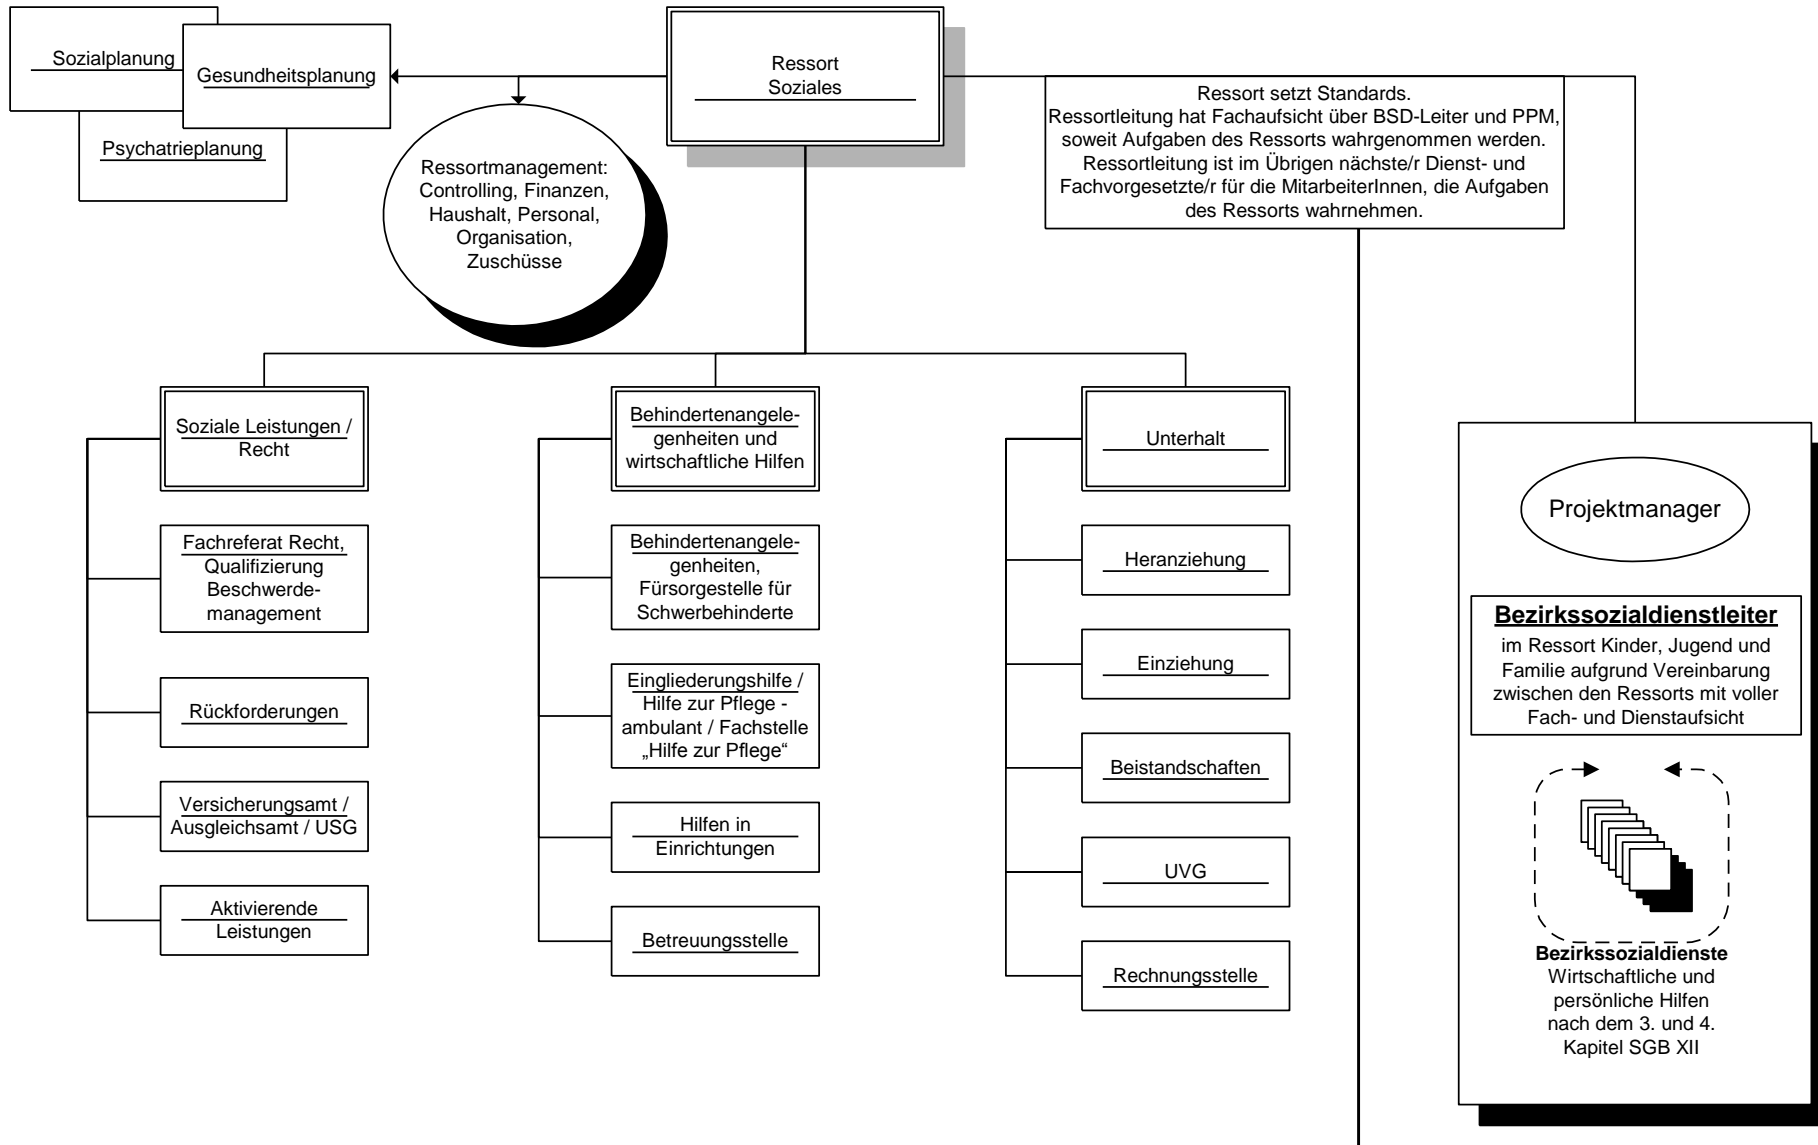 Sozialplanung
Gesundheitsplanung
Psychatrieplanung
Ressort
Soziales
Ressortmanagement:
Controlling, Finanzen,
Haushalt, Personal,
Organisation,
Zuschüsse
Ressort setzt Standards.
Ressortleitung hat Fachaufsicht über BSD-Leiter und PPM,
soweit Aufgaben des Ressorts wahrgenommen werden.
Ressortleitung ist im Übrigen nächste/r Dienst- und
Fachvorgesetzte/r für die MitarbeiterInnen, die Aufgaben
des Ressorts wahrnehmen.
Soziale Leistungen /
Recht
Fachreferat Recht,
Qualifizierung
Beschwerde-
management
Rückforderungen
Versicherungsamt /
Ausgleichsamt / USG
Aktivierende
Leistungen
Behindertenangele-
genheiten und
wirtschaftliche Hilfen
Behindertenangele-
genheiten,
Fürsorgestelle für
Schwerbehinderte
Eingliederungshilfe /
Hilfe zur Pflege -
ambulant / Fachstelle
„Hilfe zur Pflege“
Hilfen in
Einrichtungen
Betreuungsstelle
Unterhalt
Heranziehung
Einziehung
Beistandschaften
UVG
Rechnungsstelle
Projektmanager
Bezirkssozialdienstleiter
im Ressort Kinder, Jugend und
Familie aufgrund Vereinbarung
zwischen den Ressorts mit voller
Fach- und Dienstaufsicht
Bezirkssozialdienste
Wirtschaftliche und
persönliche Hilfen
nach dem 3. und 4.
Kapitel SGB XII